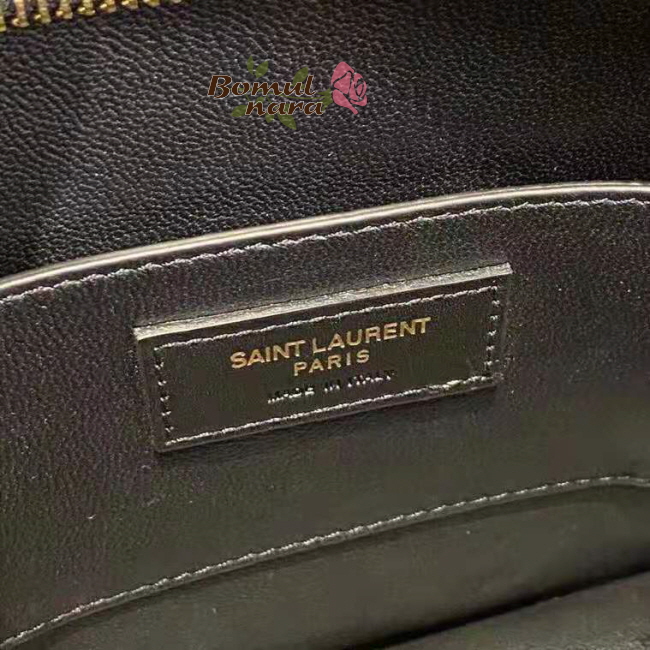 Bomul
nara
SAINT LAURENT
PARIS
MADE IN ITALY